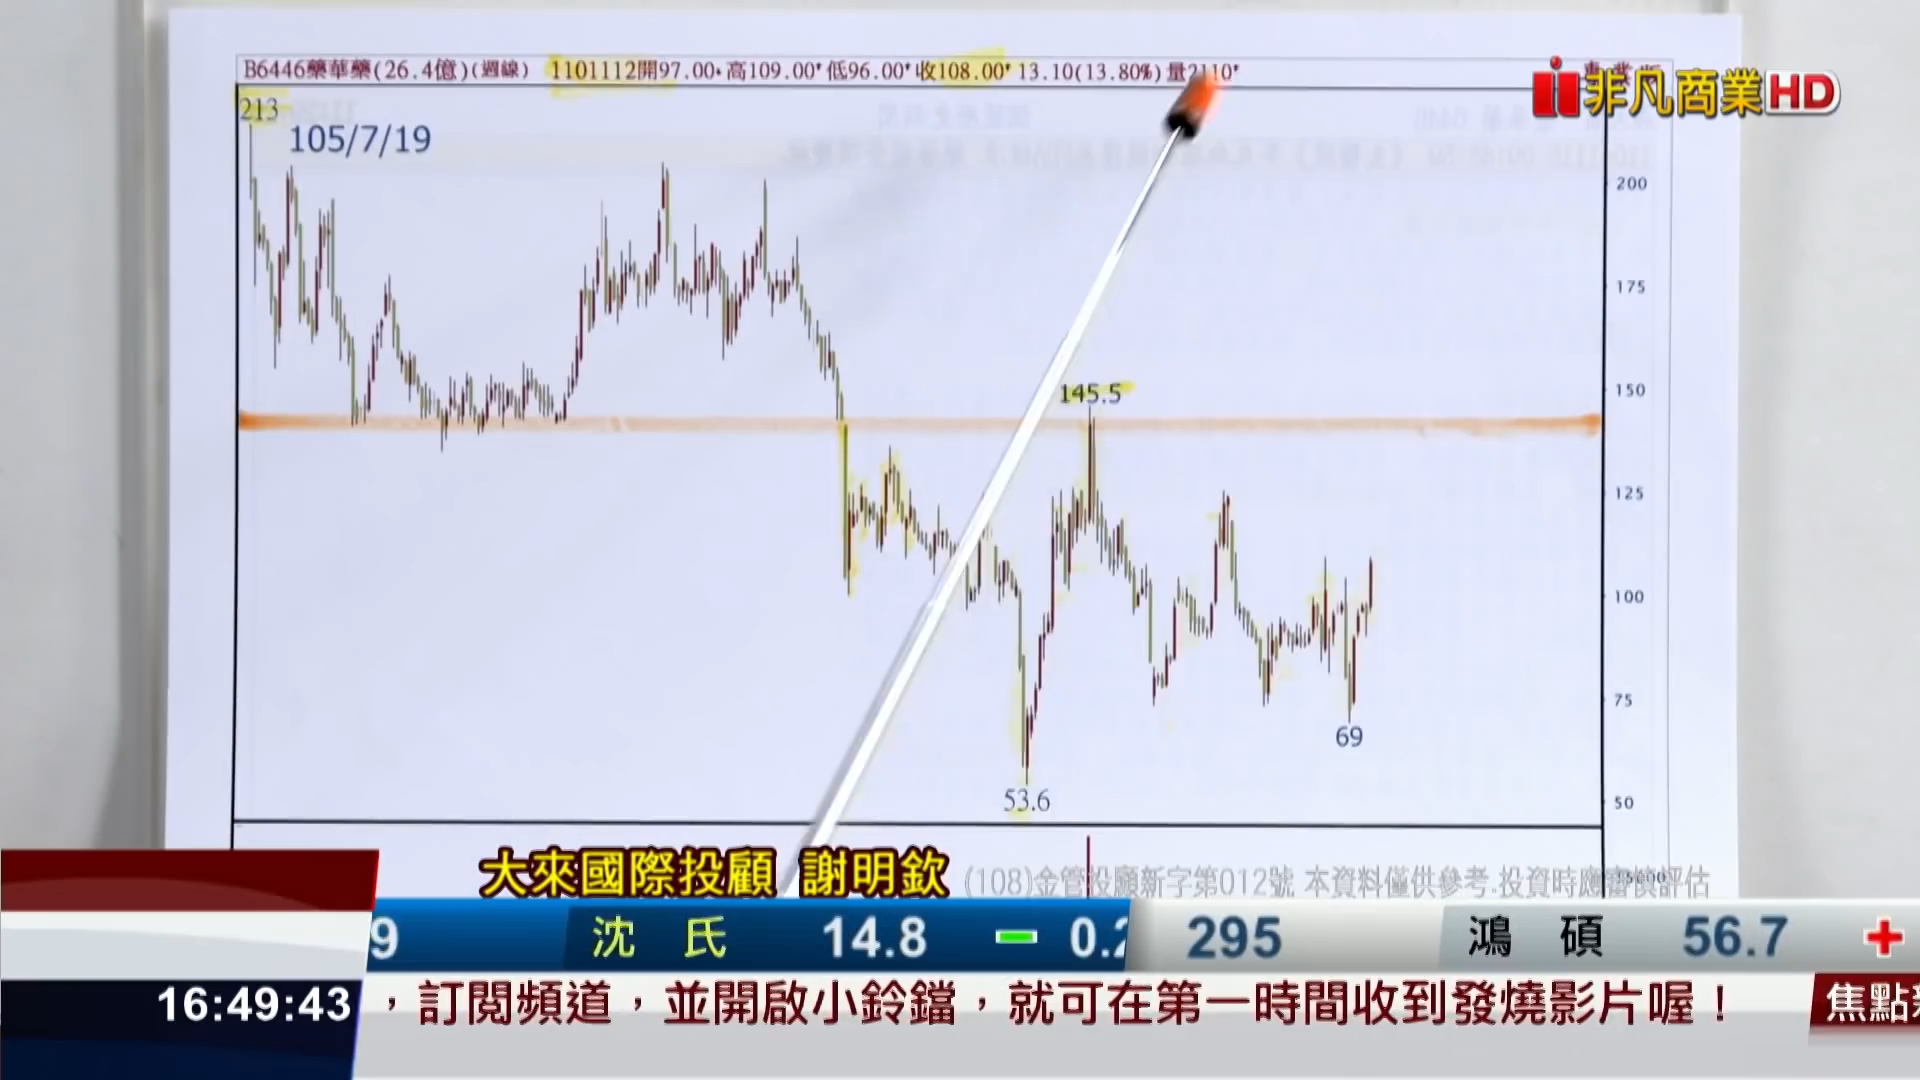 B6446藥華藥(26.4億)(週線) 1101112開97.00 高109.00 低96.00 收108.00 13.10(13.80%)量2110
非凡商業HD
213
105/7/19
200
175
150
145.5
125
100
75
69
53.6
50
大來國際投顧 謝明欽
(108)金管投顧新字第012號 本資料僅供參考.投資時應審慎評估
9 沈氏 14.8 0.2 295 鴻碩 56.7
16:49:43 ，訂閱頻道，並開啟小鈴鐺，就可在第一時間收到發燒影片喔！ 焦點